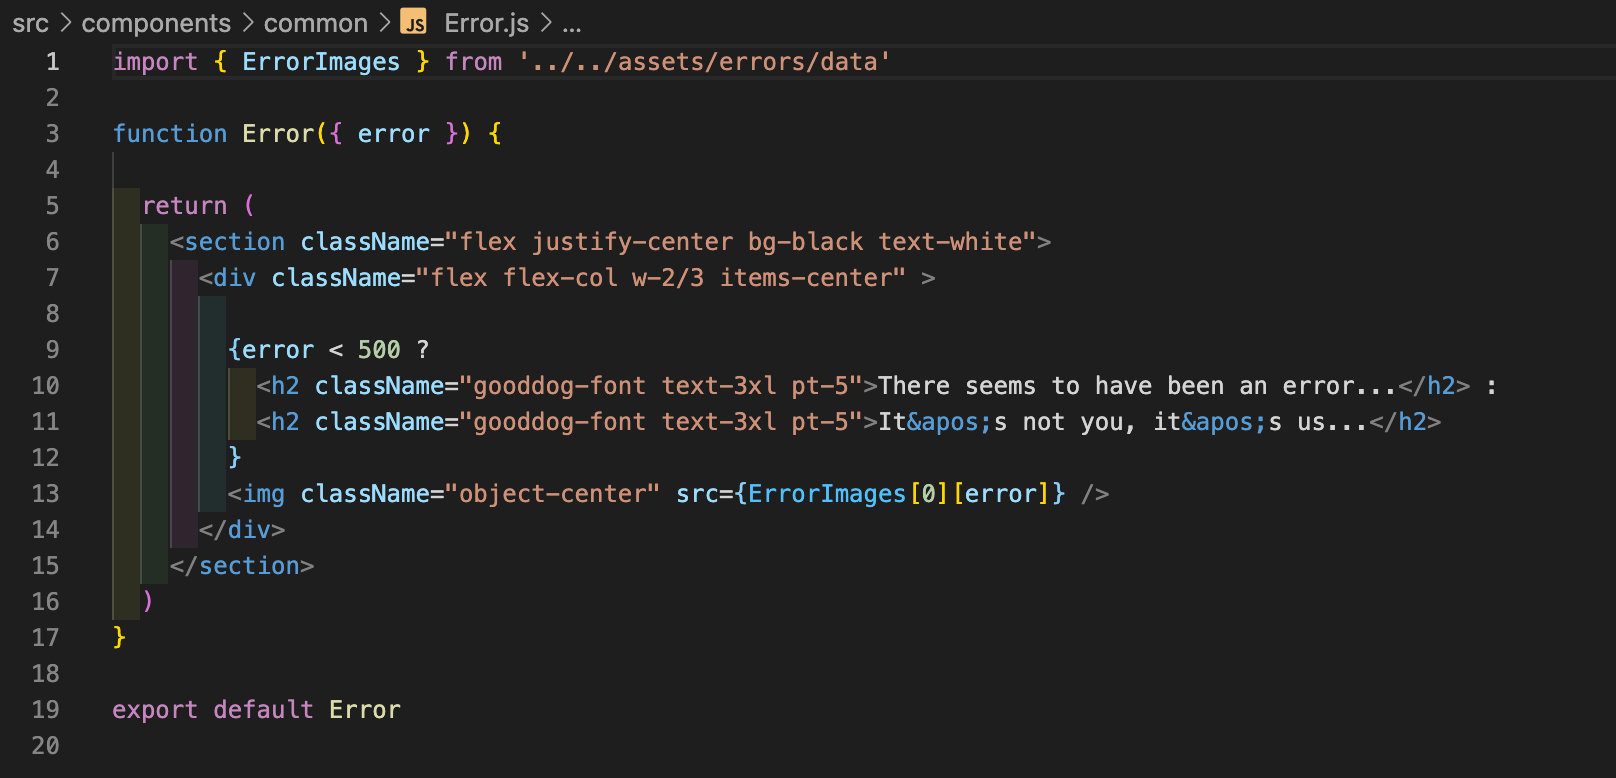 src > components > common > JS Error.js > ...
1 import { ErrorImages } from '../../assets/errors/data'
2
3 function Error({ error }) {
4
5   return (
6     <section className="flex justify-center bg-black text-white">
7       <div className="flex flex-col w-2/3 items-center" >
8
9         {error < 500 ?
10           <h2 className="gooddog-font text-3xl pt-5">There seems to have been an error...</h2> :
11           <h2 className="gooddog-font text-3xl pt-5">It&apos;s not you, it&apos;s us...</h2>
12         }
13         <img className="object-center" src={ErrorImages[0][error]} />
14       </div>
15     </section>
16   )
17 }
18
19 export default Error
20